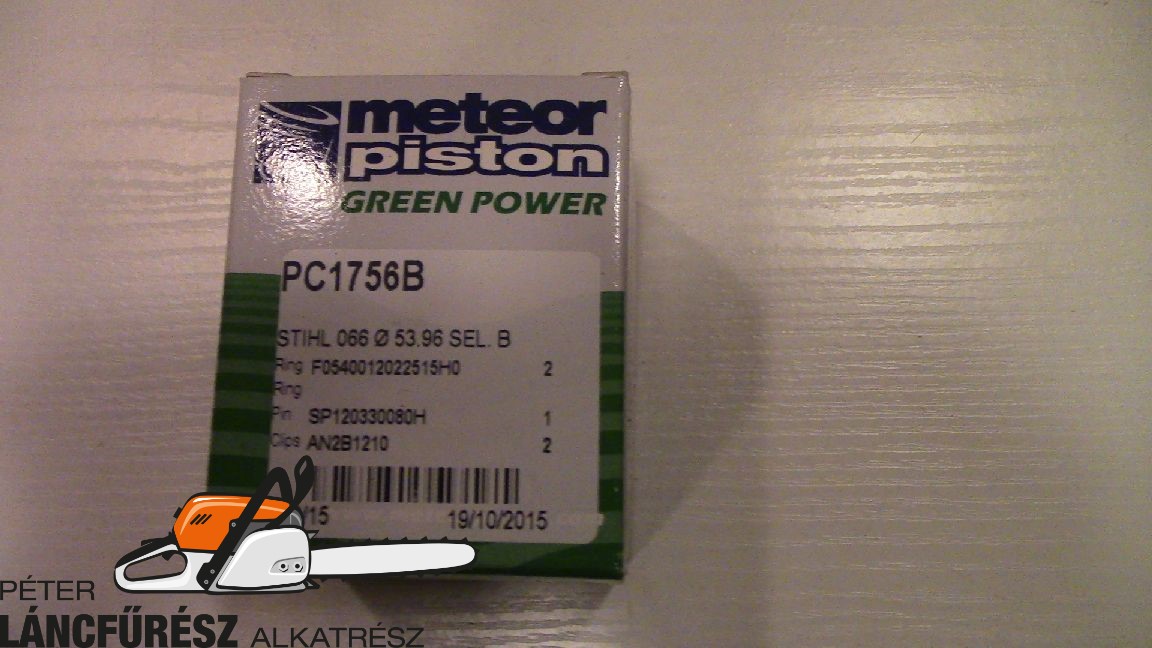 meteor
piston
GREEN POWER
PC1756B
STIHL 066 Ø 53.96 SEL. B
Ring F0540012022515H0 2
Ring
Pin SP120330080H 1
Clips AN2B1210 2
/15 19/10/2015
PÉTER
LÁNCFŰRÉSZ ALKATRÉSZ